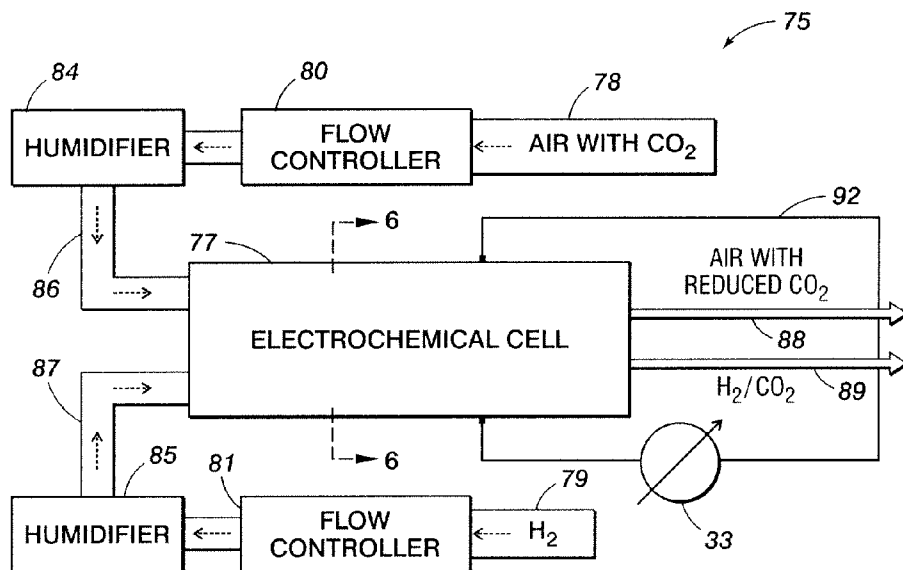 75
84
80
78
HUMIDIFIER
FLOW
CONTROLLER
AIR WITH CO₂
92
6
77
86
AIR WITH
REDUCED CO₂
ELECTROCHEMICAL CELL
88
87
H₂/CO₂
89
6
85
81
79
HUMIDIFIER
FLOW
CONTROLLER
H₂
33